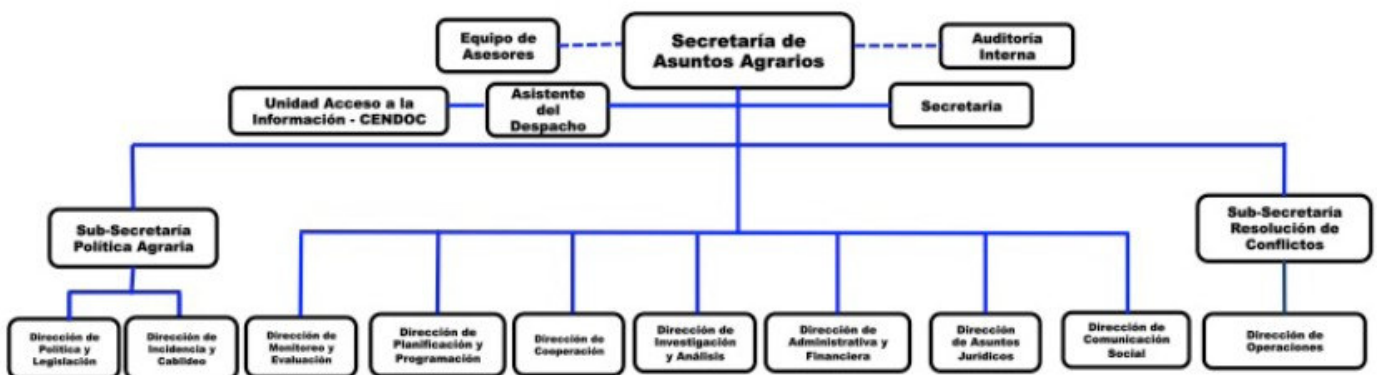 Equipo de
Asesores
Secretaría de
Asuntos Agrarios
Auditoría
Interna
Unidad Acceso a la
Información - CENDOC
Asistente
del
Despacho
Secretaria
Sub-Secretaría
Política Agraria
Sub-Secretaría
Resolución de
Conflictos
Dirección de
Política y
Legislación
Dirección de
Incidencia y
Cabildeo
Dirección de
Monitoreo y
Evaluación
Dirección de
Planificación y
Programación
Dirección de
Cooperación
Dirección de
Investigación
y Análisis
Dirección de
Administrativa y
Financiera
Dirección
de Asuntos
Jurídicos
Dirección de
Comunicación
Social
Dirección de
Operaciones